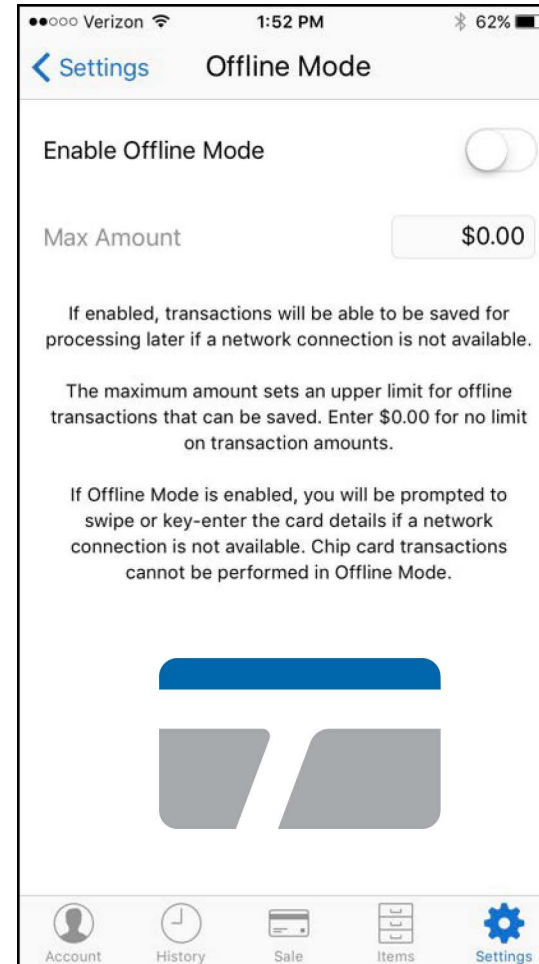 Verizon 1:52 PM 62%
Settings Offline Mode
Enable Offline Mode
Max Amount $0.00
If enabled, transactions will be able to be saved for
processing later if a network connection is not available.
The maximum amount sets an upper limit for offline
transactions that can be saved. Enter $0.00 for no limit
on transaction amounts.
If Offline Mode is enabled, you will be prompted to
swipe or key-enter the card details if a network
connection is not available. Chip card transactions
cannot be performed in Offline Mode.
Account History Sale Items Settings